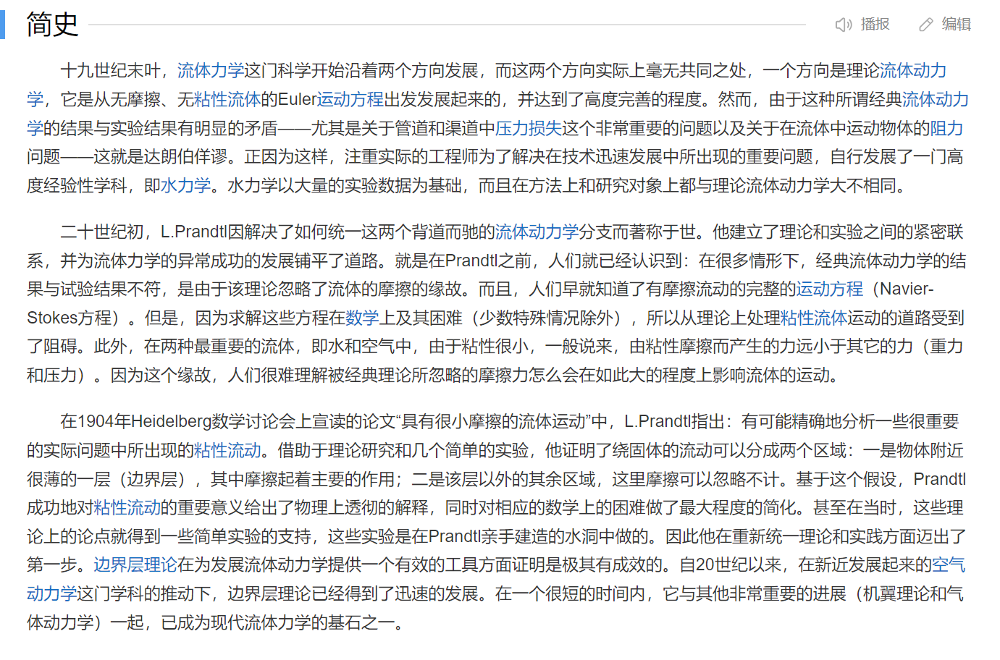 简史
播报
编辑
十九世纪末叶，流体力学这门科学开始沿着两个方向发展，而这两个方向实际上毫无共同之处，一个方向是理论流体动力
学，它是从无摩擦、无粘性流体的Euler运动方程出发发展起来的，并达到了高度完善的程度。然而，由于这种所谓经典流体动力
学的结果与实验结果有明显的矛盾——尤其是关于管道和渠道中压力损失这个非常重要的问题以及关于在流体中运动物体的阻力
问题——这就是达朗伯佯谬。正因为这样，注重实际的工程师为了解决在技术迅速发展中所出现的重要问题，自行发展了一门高
度经验性学科，即水力学。水力学以大量的实验数据为基础，而且在方法上和研究对象上都与理论流体动力学大不相同。
二十世纪初，L.Prandtl因解决了如何统一这两个背道而驰的流体动力学分支而著称于世。他建立了理论和实验之间的紧密联
系，并为流体力学的异常成功的发展铺平了道路。就是在Prandtl之前，人们就已经认识到：在很多情形下，经典流体动力学的结
果与试验结果不符，是由于该理论忽略了流体的摩擦的缘故。而且，人们早就知道了有摩擦流动的完整的运动方程（Navier-
Stokes方程）。但是，因为求解这些方程在数学上及其困难（少数特殊情况除外），所以从理论上处理粘性流体运动的道路受到
了阻碍。此外，在两种最重要的流体，即水和空气中，由于粘性很小，一般说来，由粘性摩擦而产生的力远小于其它的力（重力
和压力）。因为这个缘故，人们很难理解被经典理论所忽略的摩擦力怎么会在如此大的程度上影响流体的运动。
在1904年Heidelberg数学讨论会上宣读的论文“具有很小摩擦的流体运动”中，L.Prandtl指出：有可能精确地分析一些很重要
的实际问题中所出现的粘性流动。借助于理论研究和几个简单的实验，他证明了绕固体的流动可以分成两个区域：一是物体附近
很薄的一层（边界层），其中摩擦起着主要的作用；二是该层以外的其余区域，这里摩擦可以忽略不计。基于这个假设，Prandtl
成功地对粘性流动的重要意义给出了物理上透彻的解释，同时对相应的数学上的困难做了最大程度的简化。甚至在当时，这些理
论上的论点就得到一些简单实验的支持，这些实验是在Prandtl亲手建造的水洞中做的。因此他在重新统一理论和实践方面迈出了
第一步。边界层理论在为发展流体动力学提供一个有效的工具方面证明是极其有成效的。自20世纪以来，在新近发展起来的空气
动力学这门学科的推动下，边界层理论已经得到了迅速的发展。在一个很短的时间内，它与其他非常重要的进展（机翼理论和气
体动力学）一起，已成为现代流体力学的基石之一。